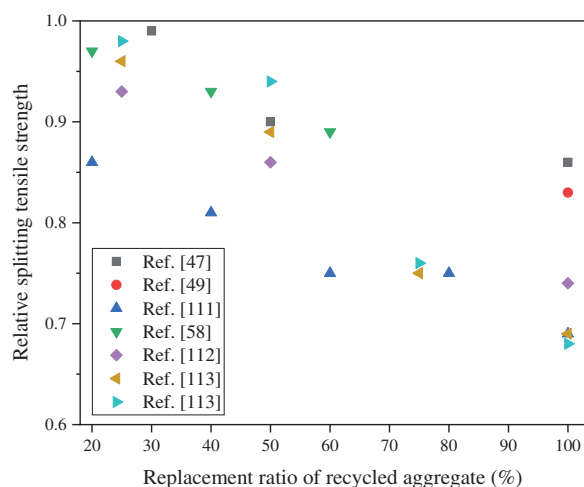 1.0
0.9
0.8
0.7
0.6
Relative splitting tensile strength
Ref. [47]
Ref. [49]
Ref. [111]
Ref. [58]
Ref. [112]
Ref. [113]
Ref. [113]
20 30 40 50 60 70 80 90 100
Replacement ratio of recycled aggregate (%)